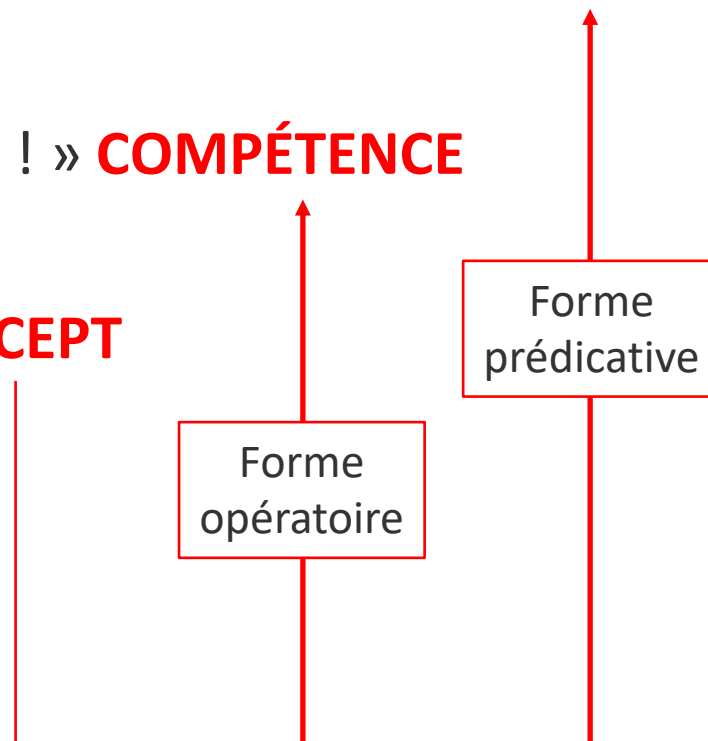 ! » COMPÉTENCE
Forme
prédicative
CEPT
Forme
opératoire